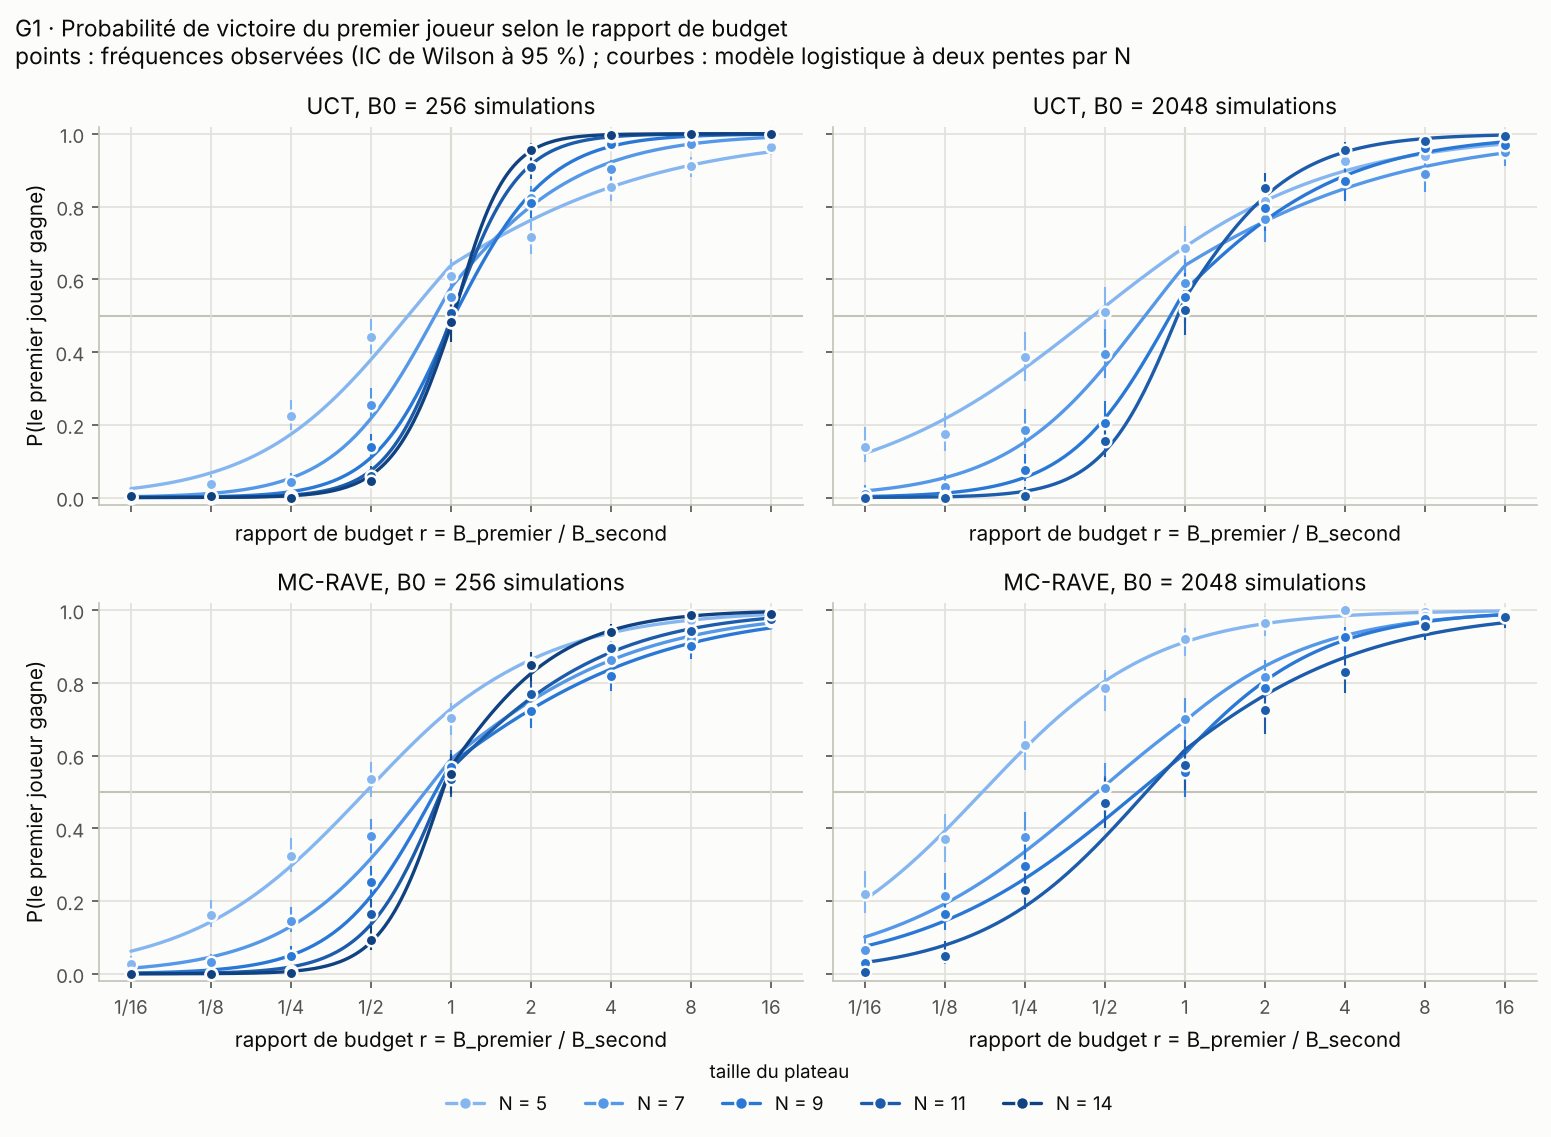 G1 · Probabilité de victoire du premier joueur selon le rapport de budget
points : fréquences observées (IC de Wilson à 95 %) ; courbes : modèle logistique à deux pentes par N
UCT, B0 = 256 simulations
UCT, B0 = 2048 simulations
P(le premier joueur gagne)
1.0
0.8
0.6
0.4
0.2
0.0
rapport de budget r = B_premier / B_second
rapport de budget r = B_premier / B_second
MC-RAVE, B0 = 256 simulations
MC-RAVE, B0 = 2048 simulations
P(le premier joueur gagne)
1.0
0.8
0.6
0.4
0.2
0.0
1/16 1/8 1/4 1/2 1 2 4 8 16
1/16 1/8 1/4 1/2 1 2 4 8 16
rapport de budget r = B_premier / B_second
rapport de budget r = B_premier / B_second
taille du plateau
N = 5 N = 7 N = 9 N = 11 N = 14